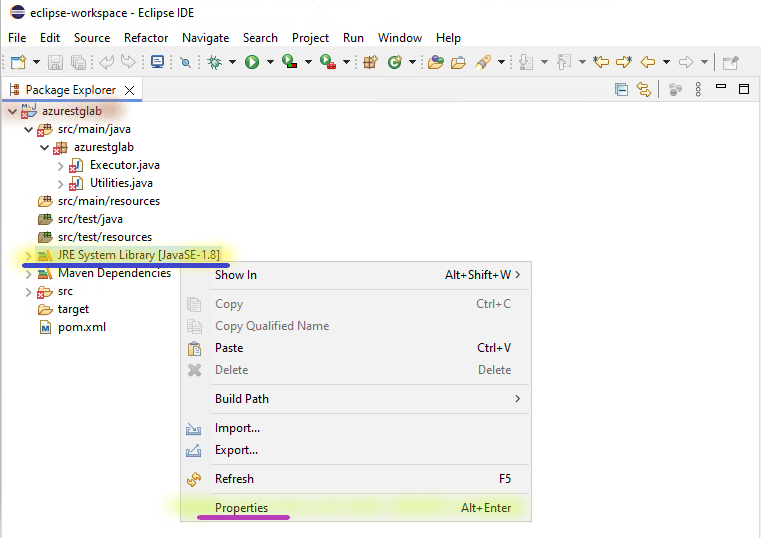 eclipse-workspace - Eclipse IDE
File Edit Source Refactor Navigate Search Project Run Window Help
Package Explorer
azurestglab
src/main/java
azurestglab
Executor.java
Utilities.java
src/main/resources
src/test/java
src/test/resources
JRE System Library [JavaSE-1.8]
Maven Dependencies
src
target
pom.xml
Show In Alt+Shift+W >
Copy Ctrl+C
Copy Qualified Name
Paste Ctrl+V
Delete Delete
Build Path >
Import...
Export...
Refresh F5
Properties Alt+Enter